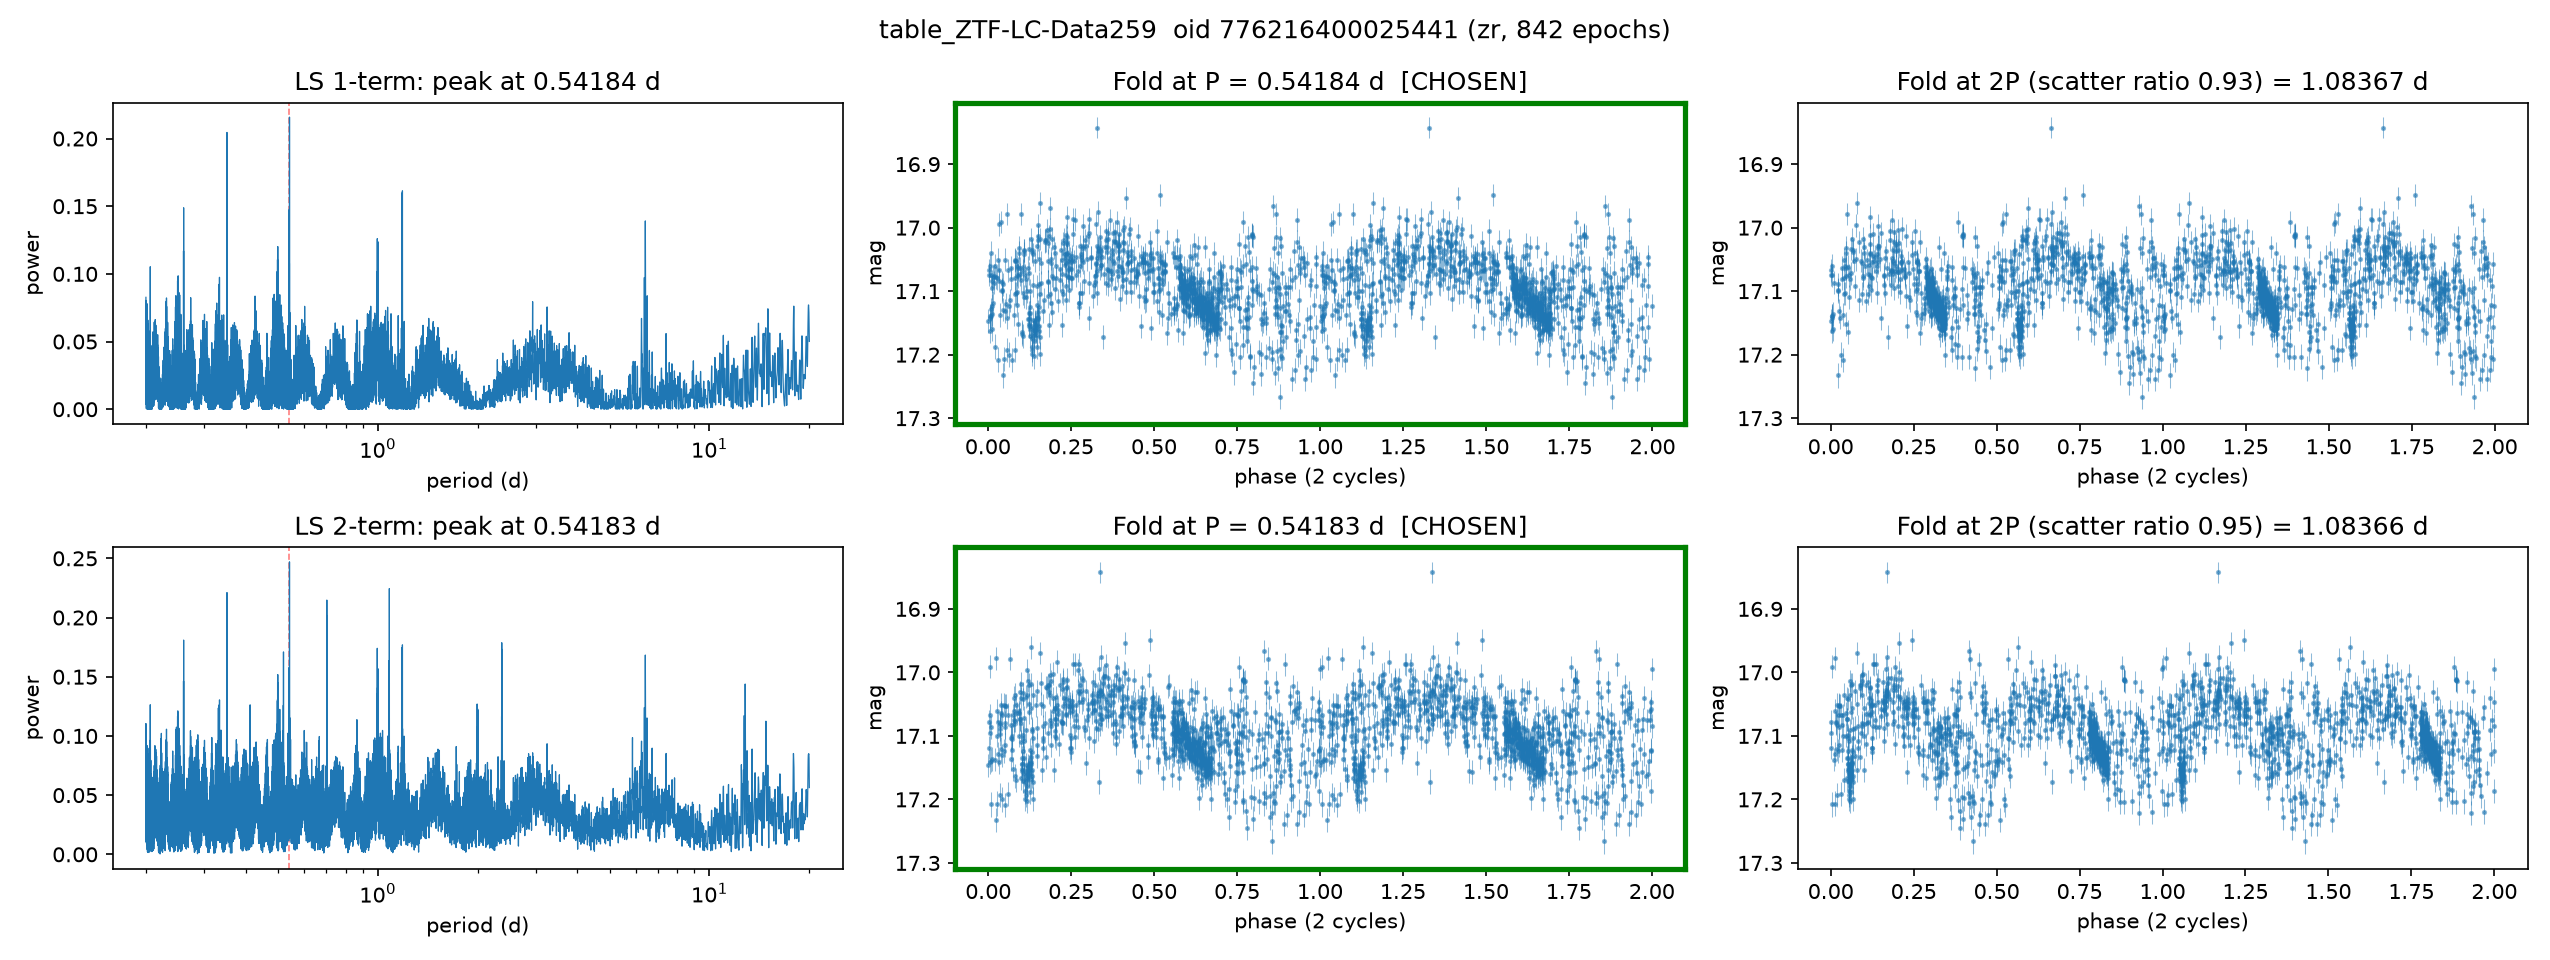 table_ZTF-LC-Data259  oid 776216400025441 (zr, 842 epochs)
LS 1-term: peak at 0.54184 d
power
0.20
0.15
0.10
0.05
0.00
10⁰
10¹
period (d)
Fold at P = 0.54184 d  [CHOSEN]
mag
16.9
17.0
17.1
17.2
17.3
0.00 0.25 0.50 0.75 1.00 1.25 1.50 1.75 2.00
phase (2 cycles)
Fold at 2P (scatter ratio 0.93) = 1.08367 d
mag
16.9
17.0
17.1
17.2
17.3
0.00 0.25 0.50 0.75 1.00 1.25 1.50 1.75 2.00
phase (2 cycles)
LS 2-term: peak at 0.54183 d
power
0.25
0.20
0.15
0.10
0.05
0.00
10⁰
10¹
period (d)
Fold at P = 0.54183 d  [CHOSEN]
mag
16.9
17.0
17.1
17.2
17.3
0.00 0.25 0.50 0.75 1.00 1.25 1.50 1.75 2.00
phase (2 cycles)
Fold at 2P (scatter ratio 0.95) = 1.08366 d
mag
16.9
17.0
17.1
17.2
17.3
0.00 0.25 0.50 0.75 1.00 1.25 1.50 1.75 2.00
phase (2 cycles)